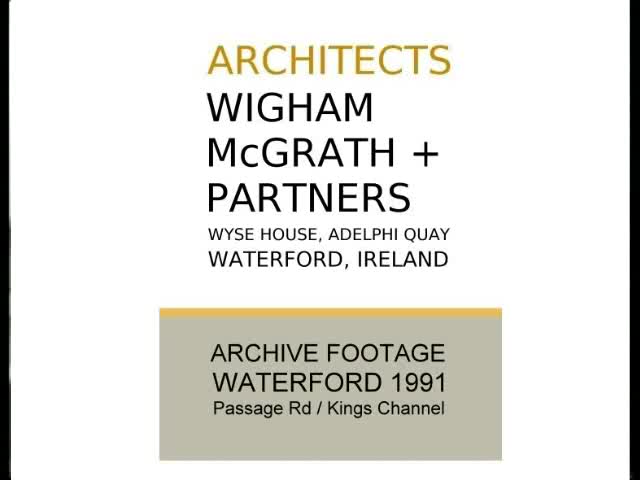 ARCHITECTS
WIGHAM
McGRATH +
PARTNERS
WYSE HOUSE, ADELPHI QUAY
WATERFORD, IRELAND
ARCHIVE FOOTAGE
WATERFORD 1991
Passage Rd / Kings Channel